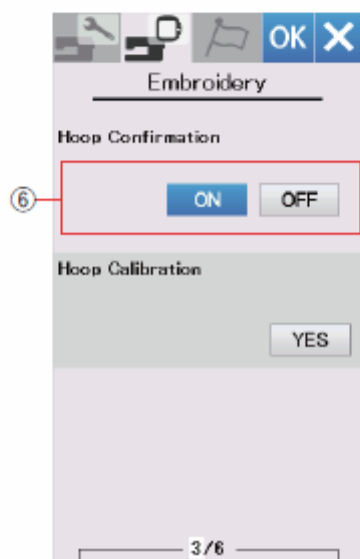 OK X
Embroidery
Hoop Confirmation
⑥ ON OFF
Hoop Calibration
YES
3/6